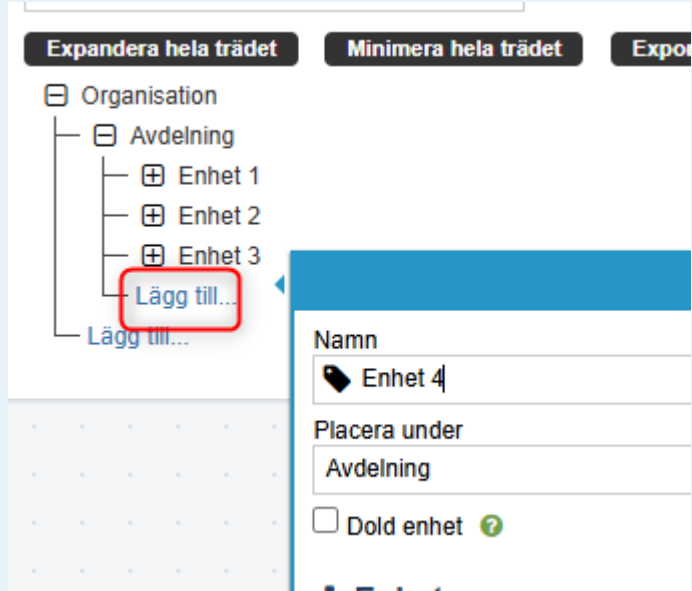 Expandera hela trädet Minimera hela trädet Expor
Organisation
Avdelning
Enhet 1
Enhet 2
Enhet 3
Lägg till...
Lägg till...
Namn
Enhet 4
Placera under
Avdelning
Dold enhet ?